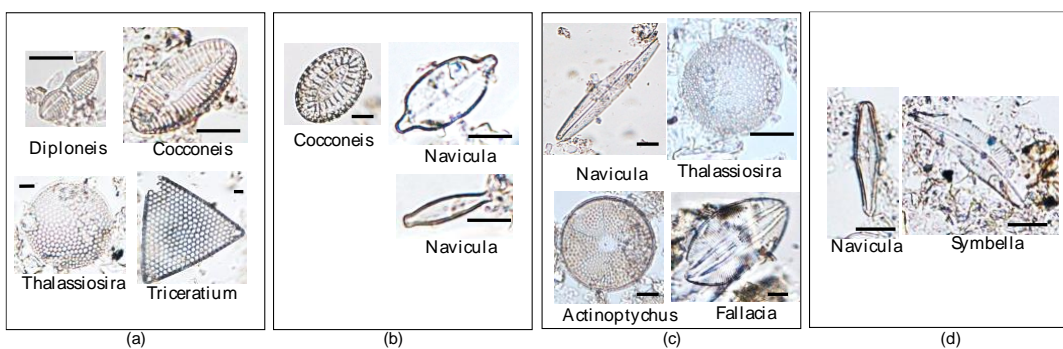 Diploneis
Cocconeis
Thalassiosira
Triceratium
(a)
Cocconeis
Navicula
Navicula
(b)
Navicula
Thalassiosira
Actinoptychus
Fallacia
(c)
Navicula
Symbella
(d)